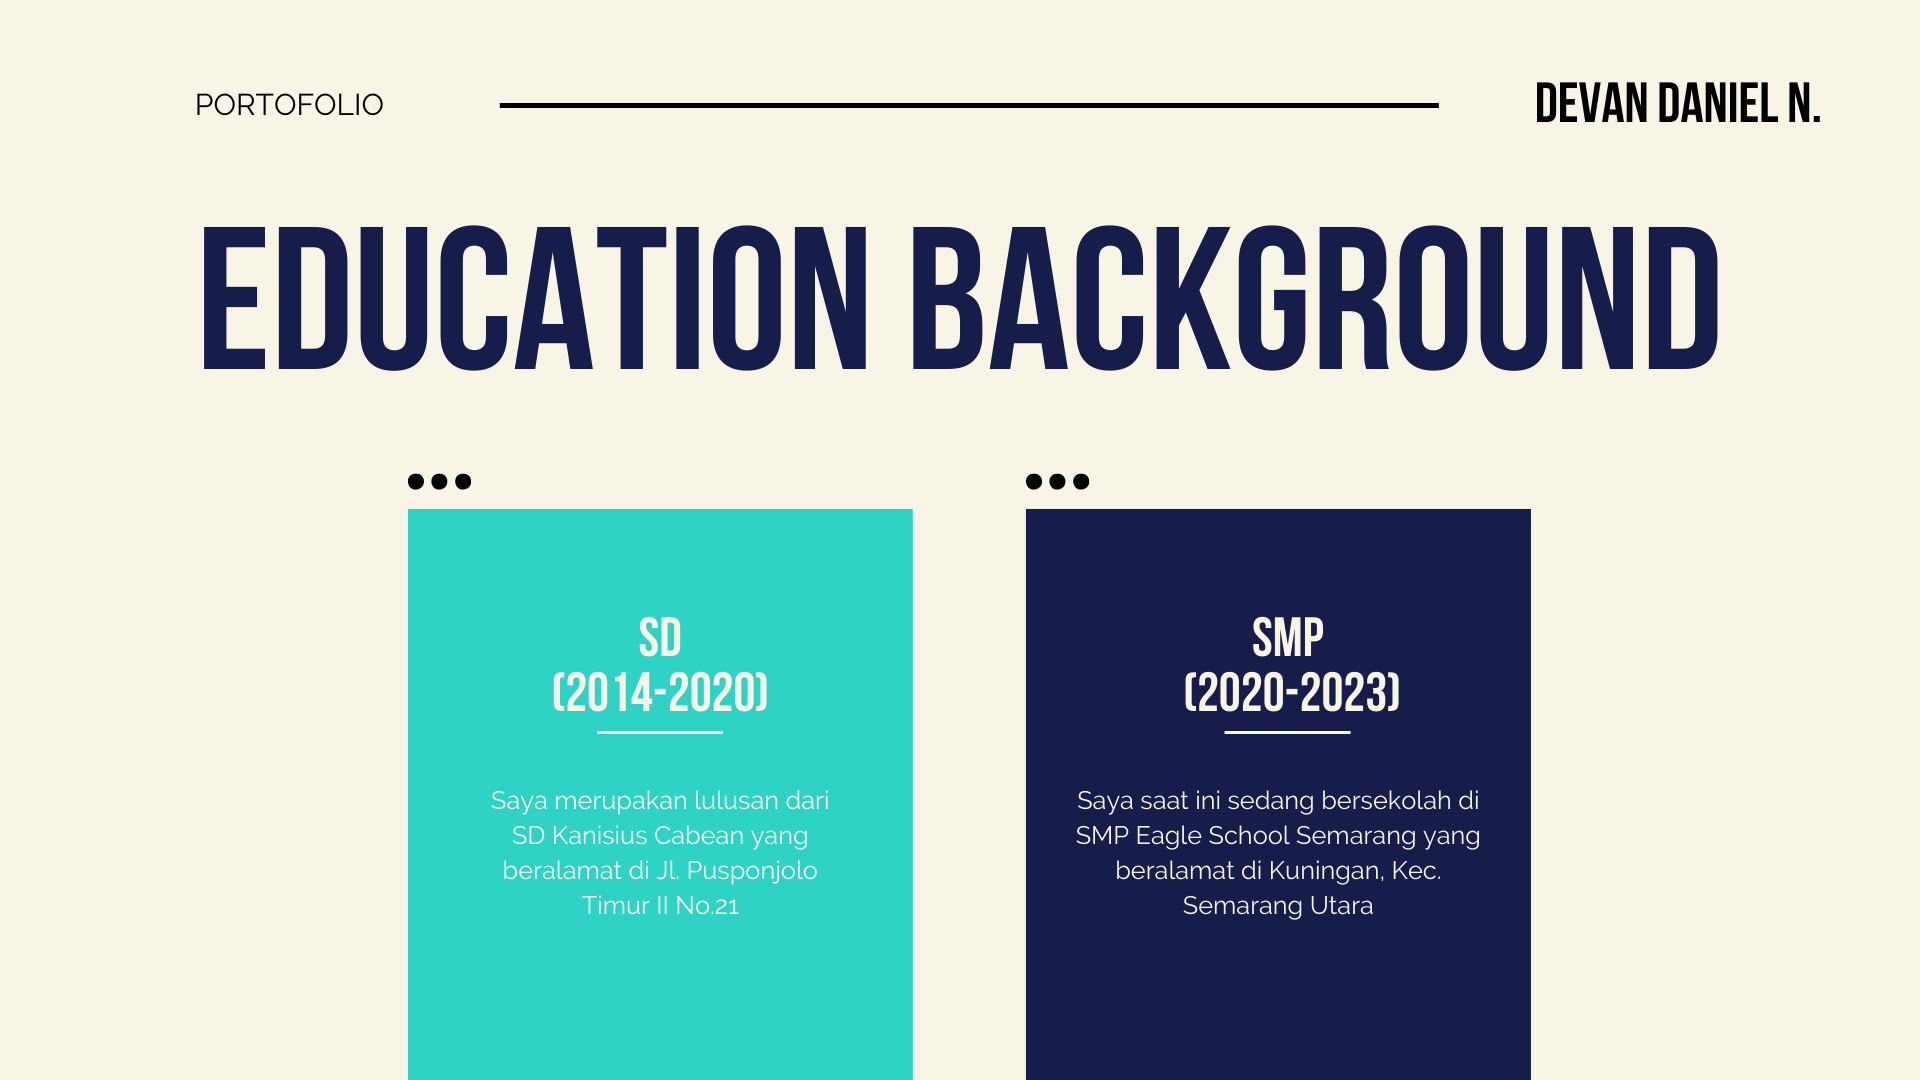 PORTOFOLIO
DEVAN DANIEL N.
EDUCATION BACKGROUND
SD
(2014-2020)
Saya merupakan lulusan dari
SD Kanisius Cabean yang
beralamat di Jl. Pusponjolo
Timur II No.21
SMP
(2020-2023)
Saya saat ini sedang bersekolah di
SMP Eagle School Semarang yang
beralamat di Kuningan, Kec.
Semarang Utara